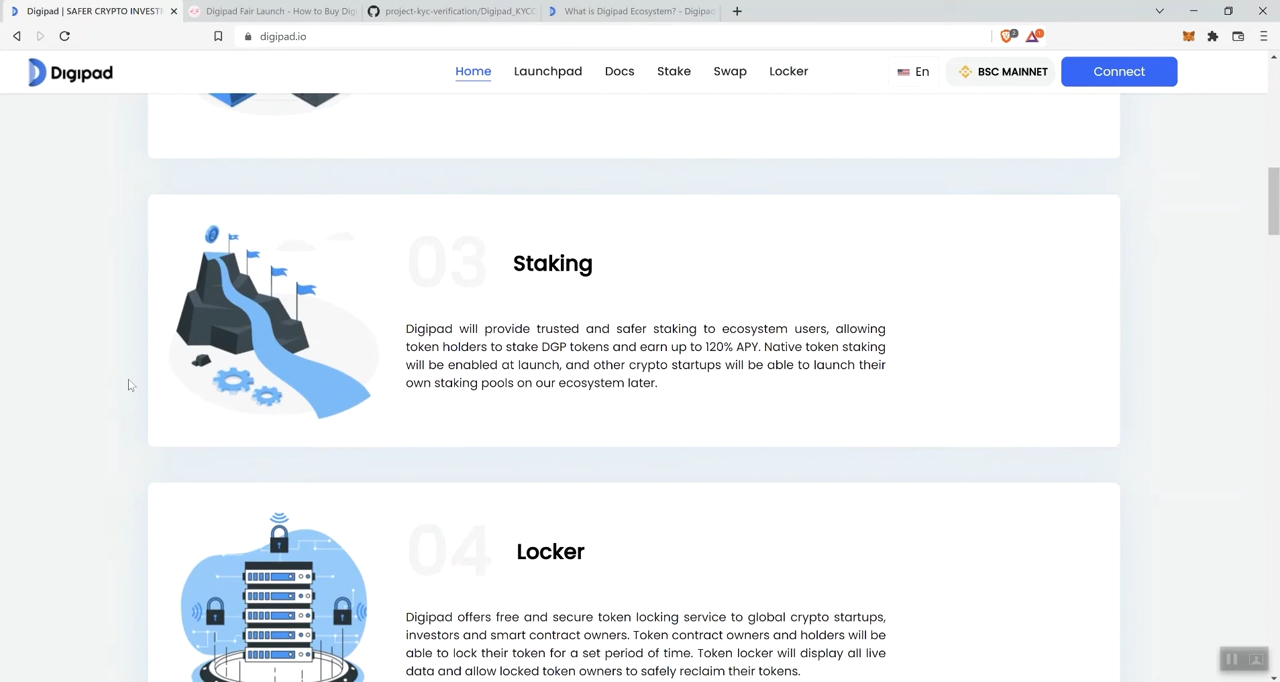 Digipad | SAFER CRYPTO INVESTI
Digipad Fair Launch - How to Buy Digi
project-kyc-verification/Digipad_KYCC
What is Digipad Ecosystem? - Digipad
digipad.io
Digipad
Home
Launchpad
Docs
Stake
Swap
Locker
En
BSC MAINNET
Connect
03
Staking
Digipad will provide trusted and safer staking to ecosystem users, allowing
token holders to stake DGP tokens and earn up to 120% APY. Native token staking
will be enabled at launch, and other crypto startups will be able to launch their
own staking pools on our ecosystem later.
04
Locker
Digipad offers free and secure token locking service to global crypto startups,
investors and smart contract owners. Token contract owners and holders will be
able to lock their token for a set period of time. Token locker will display all live
data and allow locked token owners to safely reclaim their tokens.